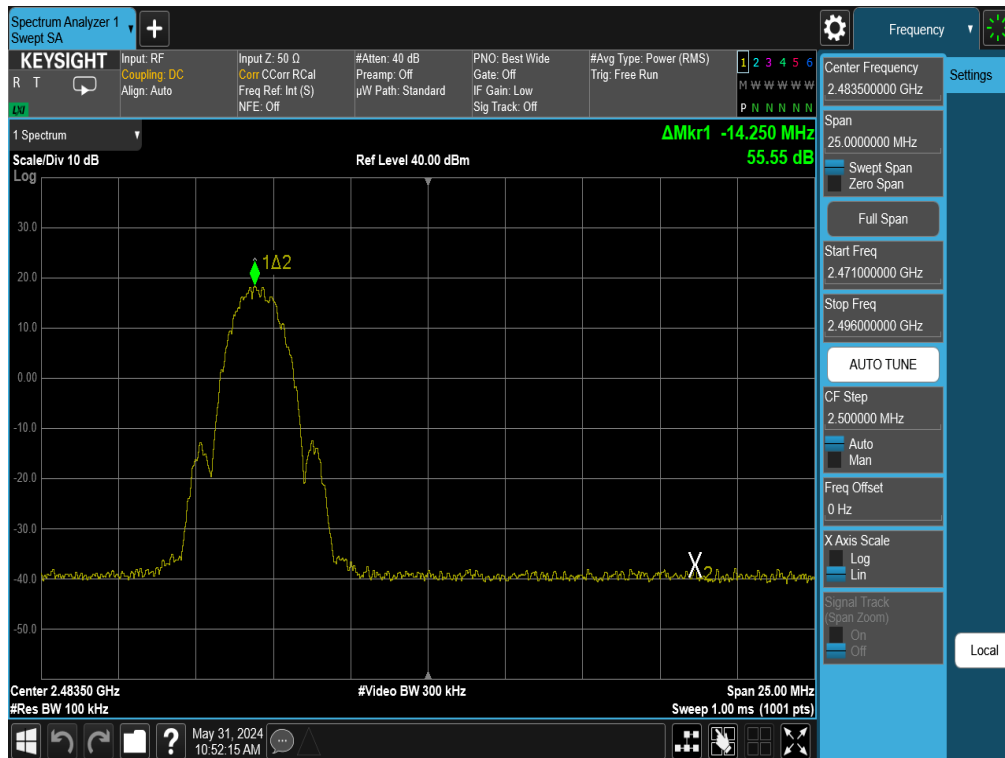 Spectrum Analyzer 1
Swept SA
+
Frequency
KEYSIGHT
R T
LXI
Input: RF
Coupling: DC
Align: Auto
Input Z: 50 Ω
Corr CCorr RCal
Freq Ref: Int (S)
NFE: Off
#Atten: 40 dB
Preamp: Off
µW Path: Standard
PNO: Best Wide
Gate: Off
IF Gain: Low
Sig Track: Off
#Avg Type: Power (RMS)
Trig: Free Run
1 2 3 4 5 6
M W W W W W
P N N N N N
1 Spectrum
ΔMkr1 -14.250 MHz
55.55 dB
Scale/Div 10 dB
Ref Level 40.00 dBm
Log
30.0
20.0
10.0
0.00
-10.0
-20.0
-30.0
-40.0
-50.0
1Δ2
X2
Center 2.48350 GHz
#Video BW 300 kHz
Span 25.00 MHz
#Res BW 100 kHz
Sweep 1.00 ms (1001 pts)
Center Frequency
2.483500000 GHz
Settings
Span
25.0000000 MHz
Swept Span
Zero Span
Full Span
Start Freq
2.471000000 GHz
Stop Freq
2.496000000 GHz
AUTO TUNE
CF Step
2.500000 MHz
Auto
Man
Freq Offset
0 Hz
X Axis Scale
Log
Lin
Signal Track
(Span Zoom)
On
Off
Local
?
May 31, 2024
10:52:15 AM